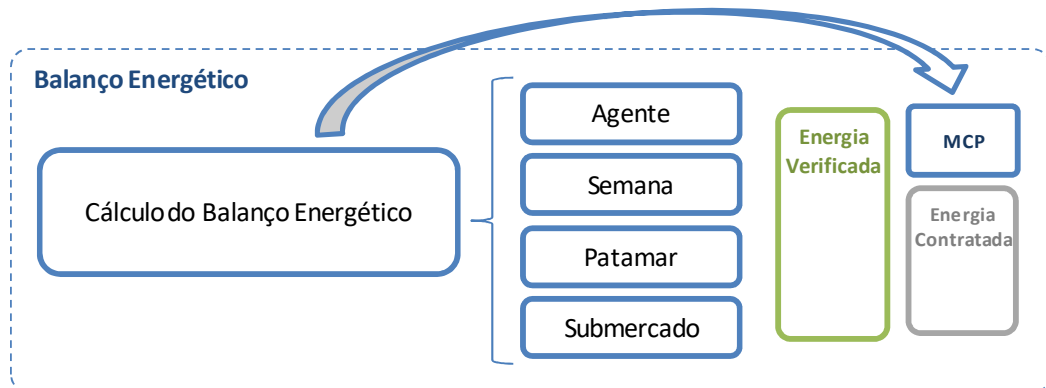 Balanço Energético
Cálculo do Balanço Energético
Agente
Semana
Patamar
Submercado
Energia
Verificada
MCP
Energia
Contratada